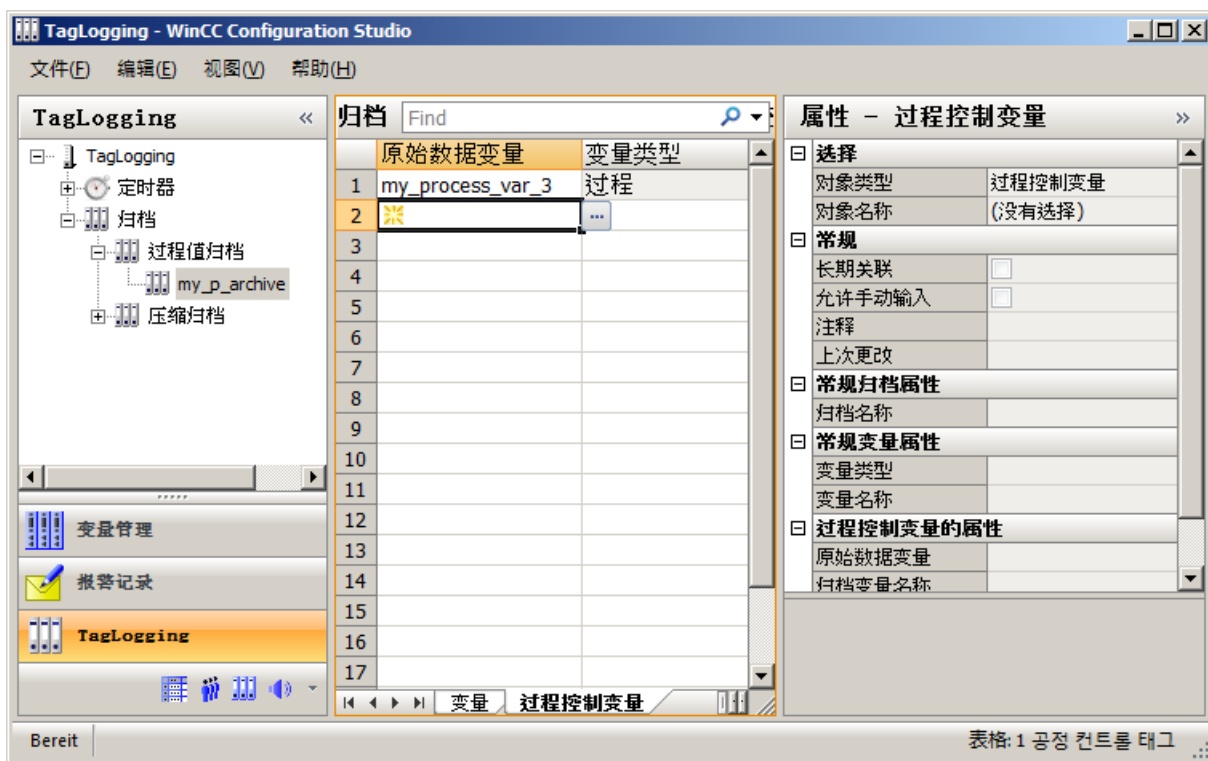 TagLogging - WinCC Configuration Studio
文件(F) 编辑(E) 视图(V) 帮助(H)
TagLogging «
TagLogging
定时器
归档
过程值归档
my_p_archive
压缩归档
变量管理
报警记录
TagLogging
归档 Find
原始数据变量 变量类型
1 my_process_var_3 过程
2 ...
3
4
5
6
7
8
9
10
11
12
13
14
15
16
17
变量 过程控制变量
属性 - 过程控制变量 »
选择
对象类型 过程控制变量
对象名称 (没有选择)
常规
长期关联
允许手动输入
注释
上次更改
常规归档属性
归档名称
常规变量属性
变量类型
变量名称
过程控制变量的属性
原始数据变量
归档变量名称
Bereit 表格: 1 공정 컨트롤 태그